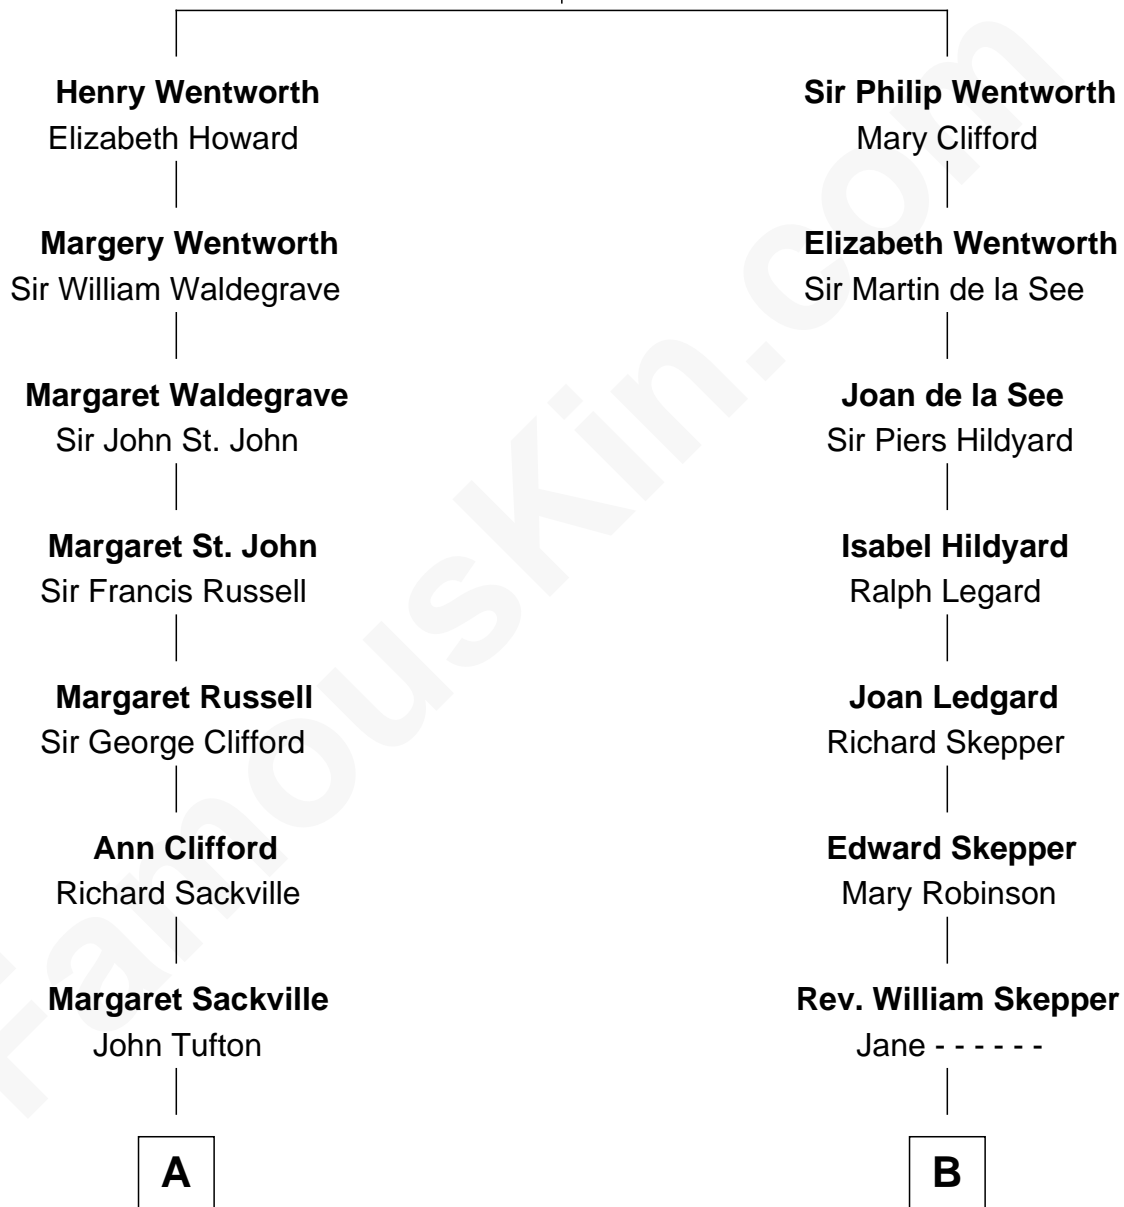 Henry Wentworth
Elizabeth Howard
Margery Wentworth
Sir William Waldegrave
Margaret Waldegrave
Sir John St. John
Margaret St. John
Sir Francis Russell
Margaret Russell
Sir George Clifford
Ann Clifford
Richard Sackville
Margaret Sackville
John Tufton
A
Sir Philip Wentworth
Mary Clifford
Elizabeth Wentworth
Sir Martin de la See
Joan de la See
Sir Piers Hildyard
Isabel Hildyard
Ralph Legard
Joan Ledgard
Richard Skepper
Edward Skepper
Mary Robinson
Rev. William Skepper
Jane - - - - - -
B
FamousKin.com